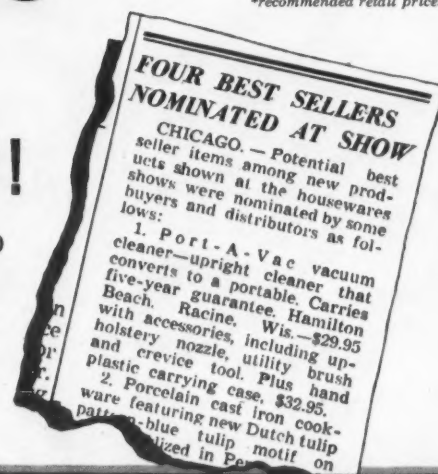 *recommended retail price
FOUR BEST SELLERS
NOMINATED AT SHOW
CHICAGO. — Potential best
seller items among new prod-
ucts shown at the housewares
shows were nominated by some
buyers and distributors as fol-
lows:
1. Port-A-Vac vacuum
cleaner—upright cleaner that
converts to a portable. Carries
five-year guarantee. Hamilton
Beach, Racine, Wis.—$29.95
with accessories, including up-
holstery nozzle, utility brush
and crevice tool. Plus hand
plastic carrying case, $32.95.
2. Porcelain cast iron cook-
ware featuring new Dutch tulip
blue tulip motif on
in
!